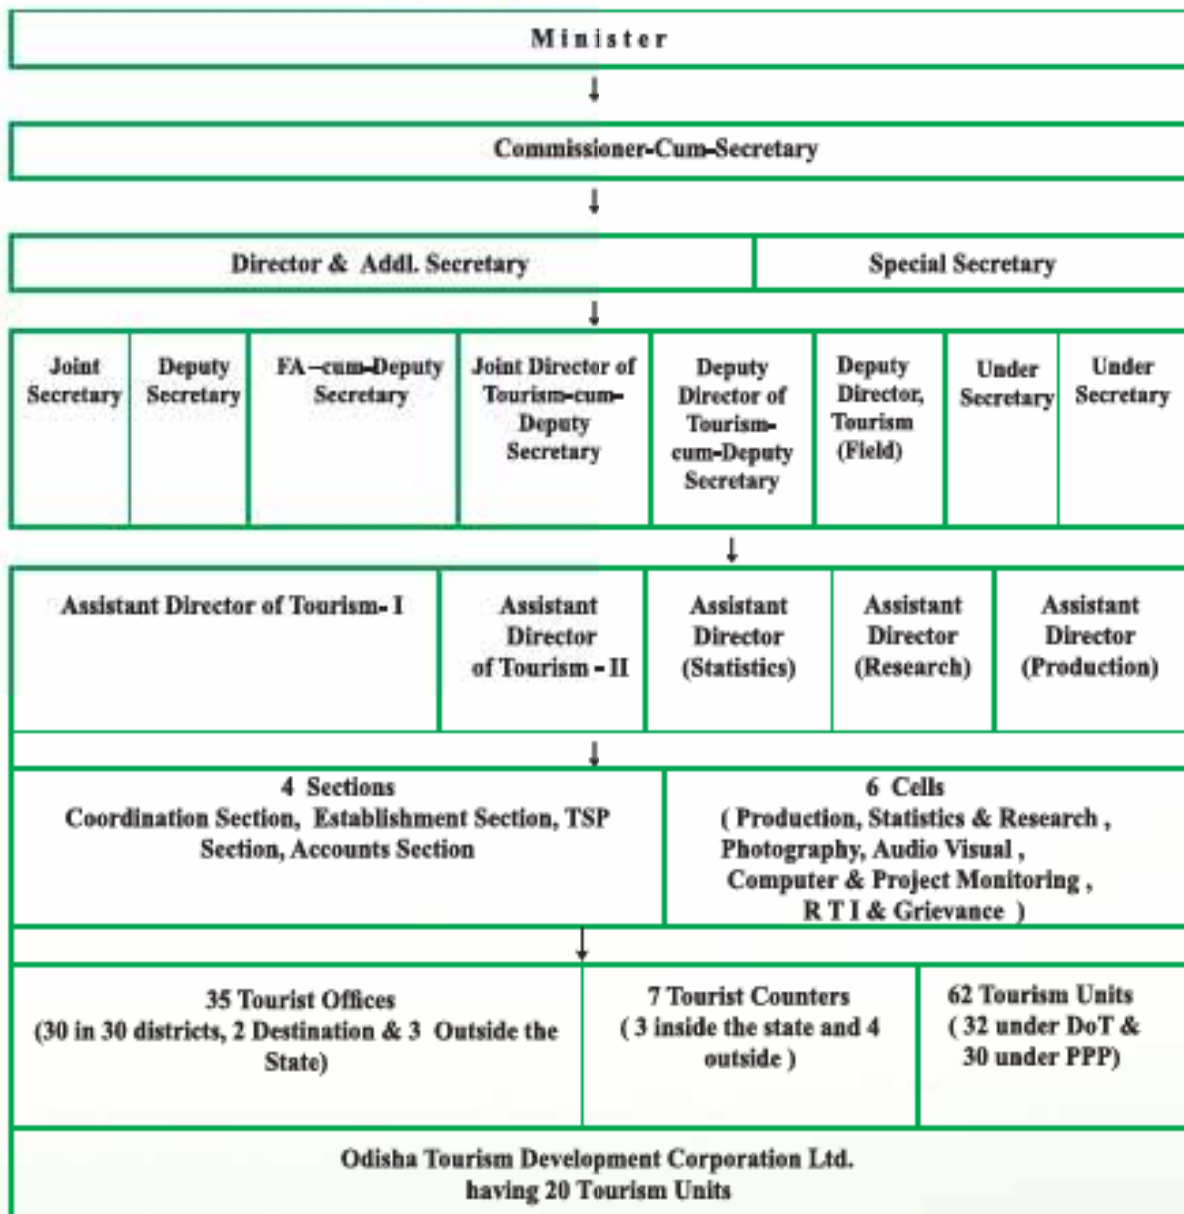 Minister
↓
Commissioner-Cum-Secretary
↓
Director & Addl. Secretary
Special Secretary
↓
Joint
Secretary
Deputy
Secretary
FA-cum-Deputy
Secretary
Joint Director of
Tourism-cum-
Deputy
Secretary
Deputy
Director of
Tourism-
cum-Deputy
Secretary
Deputy
Director,
Tourism
(Field)
Under
Secretary
Under
Secretary
↓
Assistant Director of Tourism- I
Assistant
Director
of Tourism - II
Assistant
Director
(Statistics)
Assistant
Director
(Research)
Assistant
Director
(Production)
↓
4 Sections
Coordination Section, Establishment Section, TSP
Section, Accounts Section
6 Cells
( Production, Statistics & Research ,
Photography, Audio Visual ,
Computer & Project Monitoring ,
R T I & Grievance )
↓
35 Tourist Offices
(30 in 30 districts, 2 Destination & 3 Outside the
State)
7 Tourist Counters
( 3 inside the state and 4
outside )
62 Tourism Units
( 32 under DoT &
30 under PPP)
Odisha Tourism Development Corporation Ltd.
having 20 Tourism Units